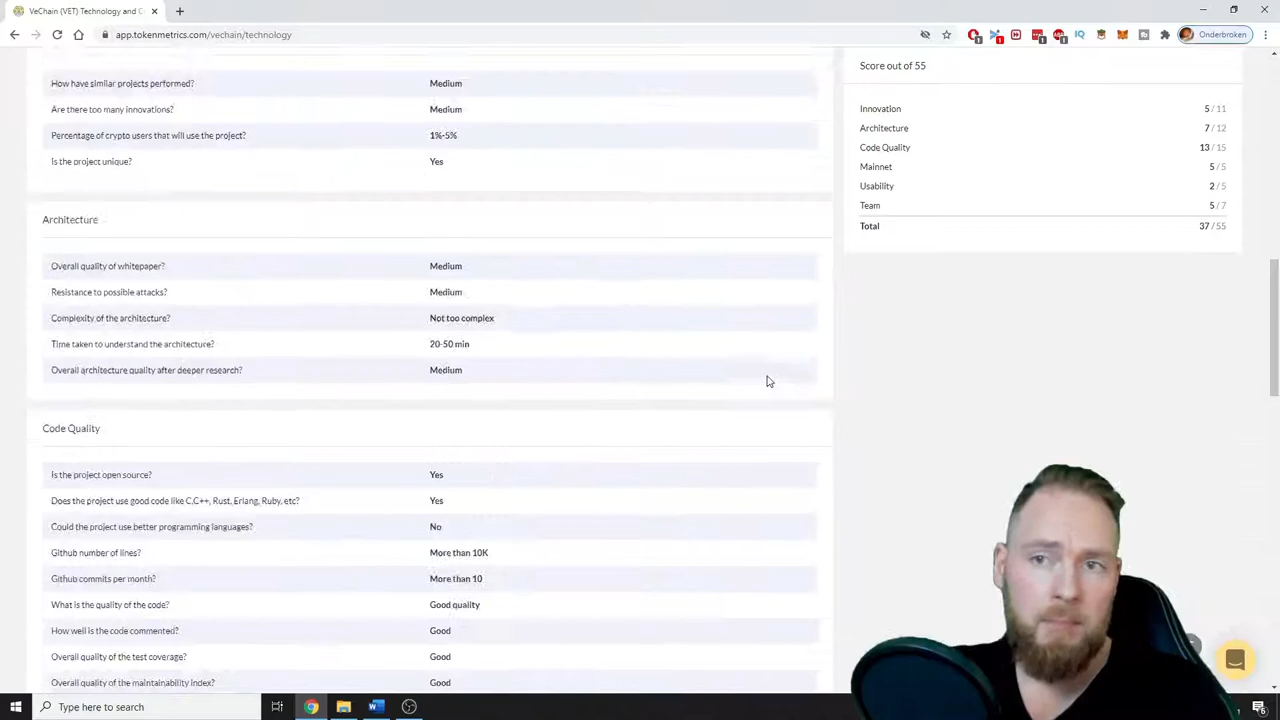 VeChain (VET) Technology and C
app.tokenmetrics.com/vechain/technology
Onderbroken
How have similar projects performed? Medium
Are there too many innovations? Medium
Percentage of crypto users that will use the project? 1%-5%
Is the project unique? Yes
Architecture
Overall quality of whitepaper? Medium
Resistance to possible attacks? Medium
Complexity of the architecture? Not too complex
Time taken to understand the architecture? 20-50 min
Overall architecture quality after deeper research? Medium
Code Quality
Is the project open source? Yes
Does the project use good code like C,C++, Rust, Erlang, Ruby, etc? Yes
Could the project use better programming languages? No
Github number of lines? More than 10K
Github commits per month? More than 10
What is the quality of the code? Good quality
How well is the code commented? Good
Overall quality of the test coverage? Good
Overall quality of the maintainability index? Good
Score out of 55
Innovation 5 / 11
Architecture 7 / 12
Code Quality 13 / 15
Mainnet 5 / 5
Usability 2 / 5
Team 5 / 7
Total 37 / 55
Type here to search